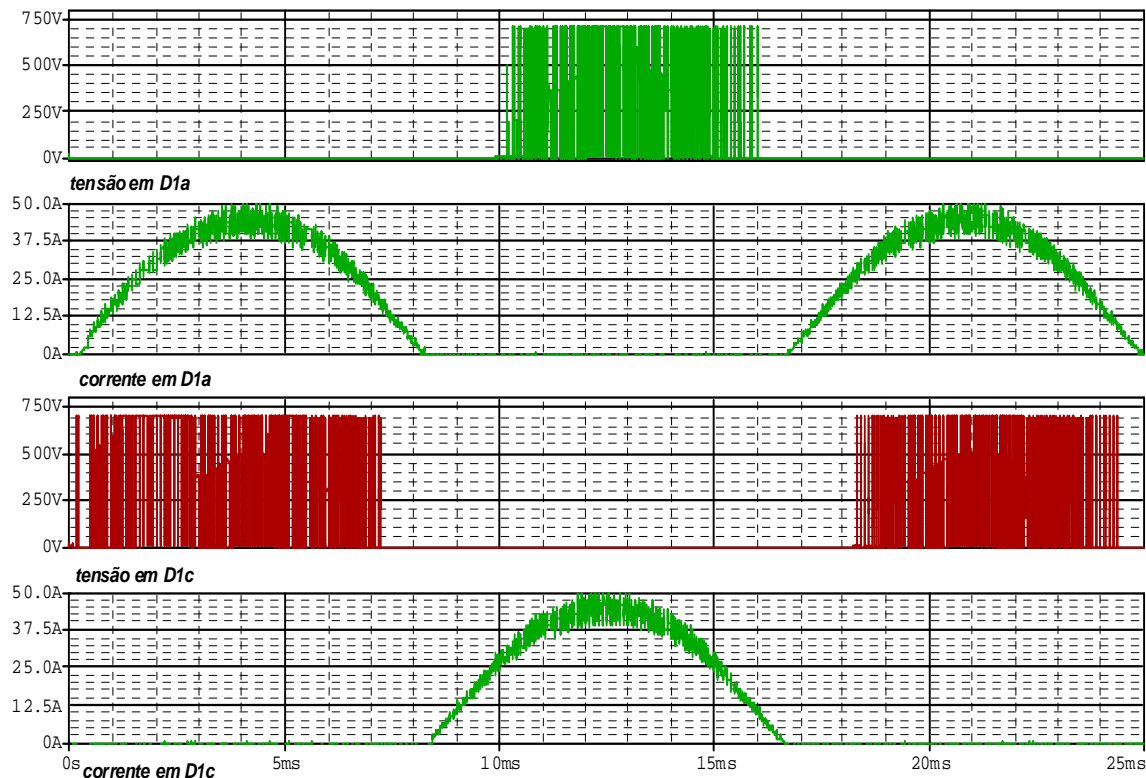 750V
500V
250V
0V
tensão em D1a
50.0A
37.5A
25.0A
12.5A
0A
corrente em D1a
750V
500V
250V
0V
tensão em D1c
50.0A
37.5A
25.0A
12.5A
0A
0s 5ms 10ms 15ms 20ms 25ms
corrente em D1c